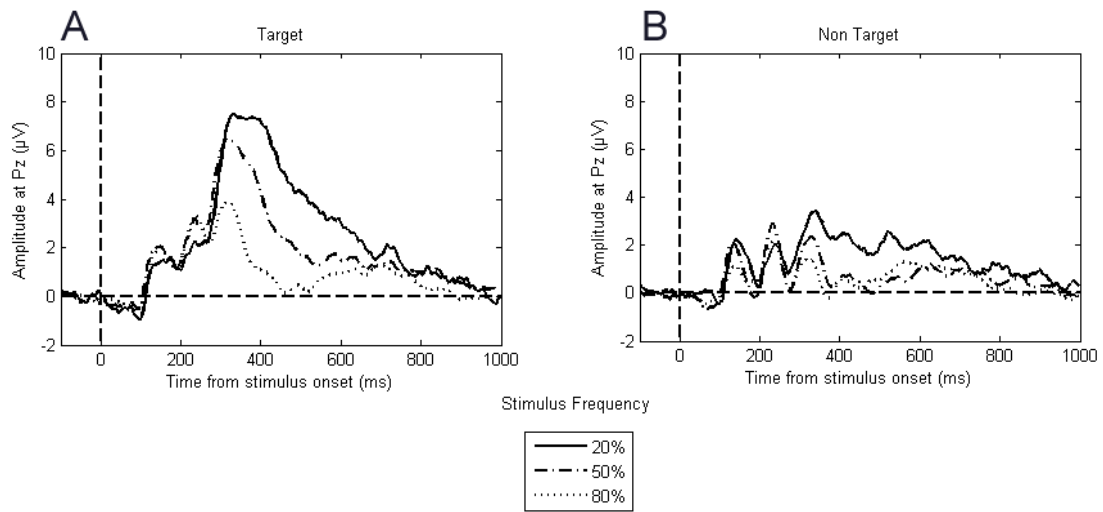 A
Target
10
8
6
4
2
0
-2
Amplitude at Pz (µV)
0 200 400 600 800 1000
Time from stimulus onset (ms)
B
Non Target
10
8
6
4
2
0
-2
Amplitude at Pz (µV)
0 200 400 600 800 1000
Time from stimulus onset (ms)
Stimulus Frequency
20%
50%
80%